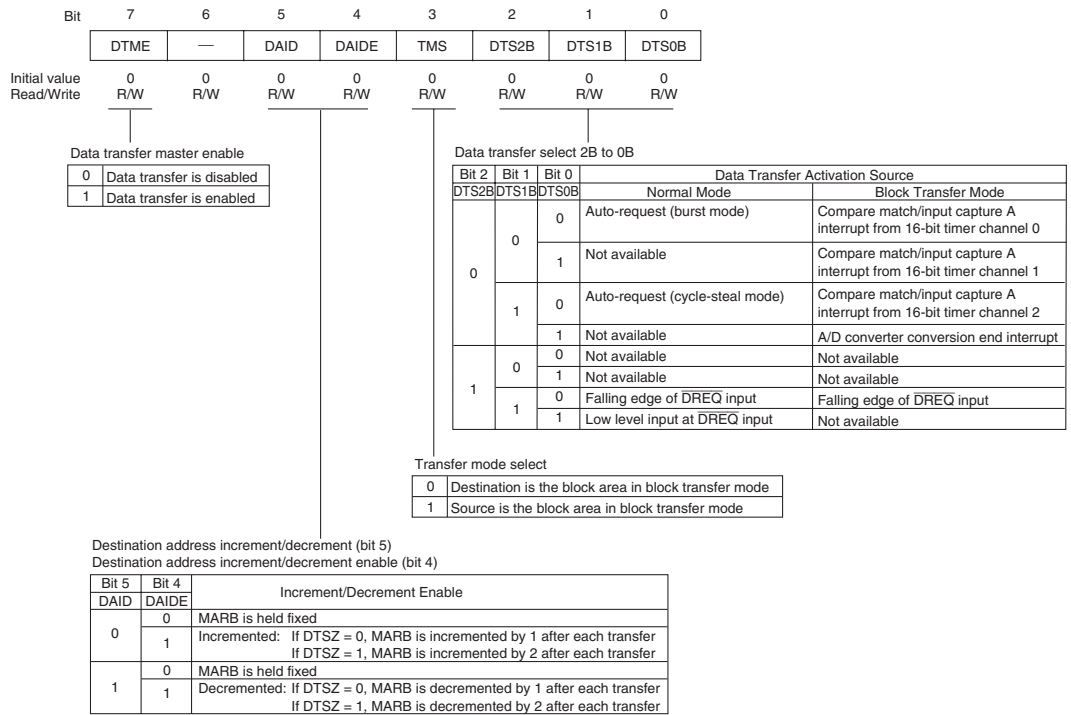 Bit 7 6 5 4 3 2 1 0
DTME — DAID DAIDE TMS DTS2B DTS1B DTS0B
Initial value 0 0 0 0 0 0 0 0
Read/Write R/W R/W R/W R/W R/W R/W R/W R/W
Data transfer master enable
0 Data transfer is disabled
1 Data transfer is enabled
Data transfer select 2B to 0B
Bit 2 Bit 1 Bit 0 Data Transfer Activation Source
DTS2B DTS1B DTS0B Normal Mode Block Transfer Mode
0 0 0 Auto-request (burst mode) Compare match/input capture A
interrupt from 16-bit timer channel 0
1 Not available Compare match/input capture A
interrupt from 16-bit timer channel 1
1 0 Auto-request (cycle-steal mode) Compare match/input capture A
interrupt from 16-bit timer channel 2
1 Not available A/D converter conversion end interrupt
1 0 0 Not available Not available
1 Not available Not available
1 0 Falling edge of DREQ input Falling edge of DREQ input
1 Low level input at DREQ input Not available
Transfer mode select
0 Destination is the block area in block transfer mode
1 Source is the block area in block transfer mode
Destination address increment/decrement (bit 5)
Destination address increment/decrement enable (bit 4)
Bit 5 Bit 4 Increment/Decrement Enable
DAID DAIDE
0 0 MARB is held fixed
1 Incremented: If DTSZ = 0, MARB is incremented by 1 after each transfer
If DTSZ = 1, MARB is incremented by 2 after each transfer
1 0 MARB is held fixed
1 Decremented: If DTSZ = 0, MARB is decremented by 1 after each transfer
If DTSZ = 1, MARB is decremented by 2 after each transfer